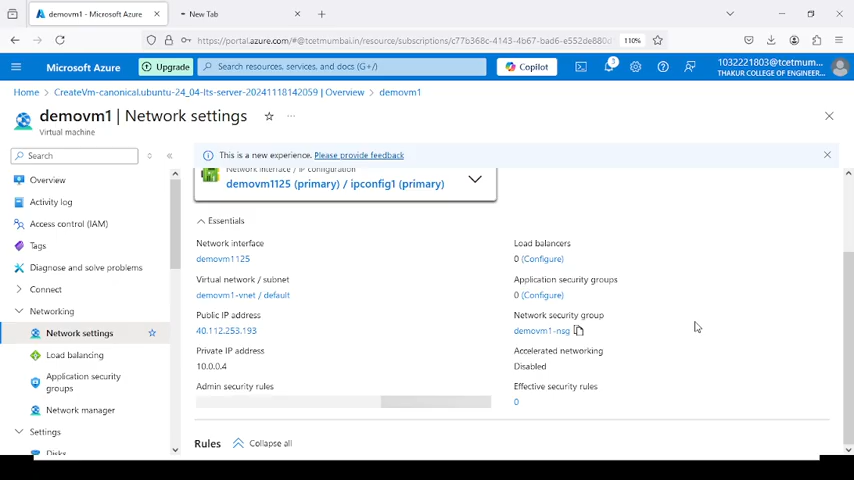 demovm1 - Microsoft Azure
New Tab
https://portal.azure.com/#@tcetmumbai.in/resource/subscriptions/c77b368c-4143-4b67-bad6-e552de880d
110%
Microsoft Azure
Upgrade
Search resources, services, and docs (G+/)
Copilot
3
1032221803@tcetmum...
THAKUR COLLEGE OF ENGINEER...
Home > CreateVm-canonical.ubuntu-24_04-lts-server-20241118142059 | Overview > demovm1
demovm1 | Network settings
Virtual machine
Search
This is a new experience. Please provide feedback
Overview
Activity log
Access control (IAM)
Tags
Diagnose and solve problems
Connect
Networking
Network settings
Load balancing
Application security
groups
Network manager
Settings
Disks
Network interface / IP configuration
demovm1125 (primary) / ipconfig1 (primary)
Essentials
Network interface
demovm1125
Virtual network / subnet
demovm1-vnet / default
Public IP address
40.112.253.193
Private IP address
10.0.0.4
Admin security rules
Load balancers
0 (Configure)
Application security groups
0 (Configure)
Network security group
demovm1-nsg
Accelerated networking
Disabled
Effective security rules
0
Rules
Collapse all